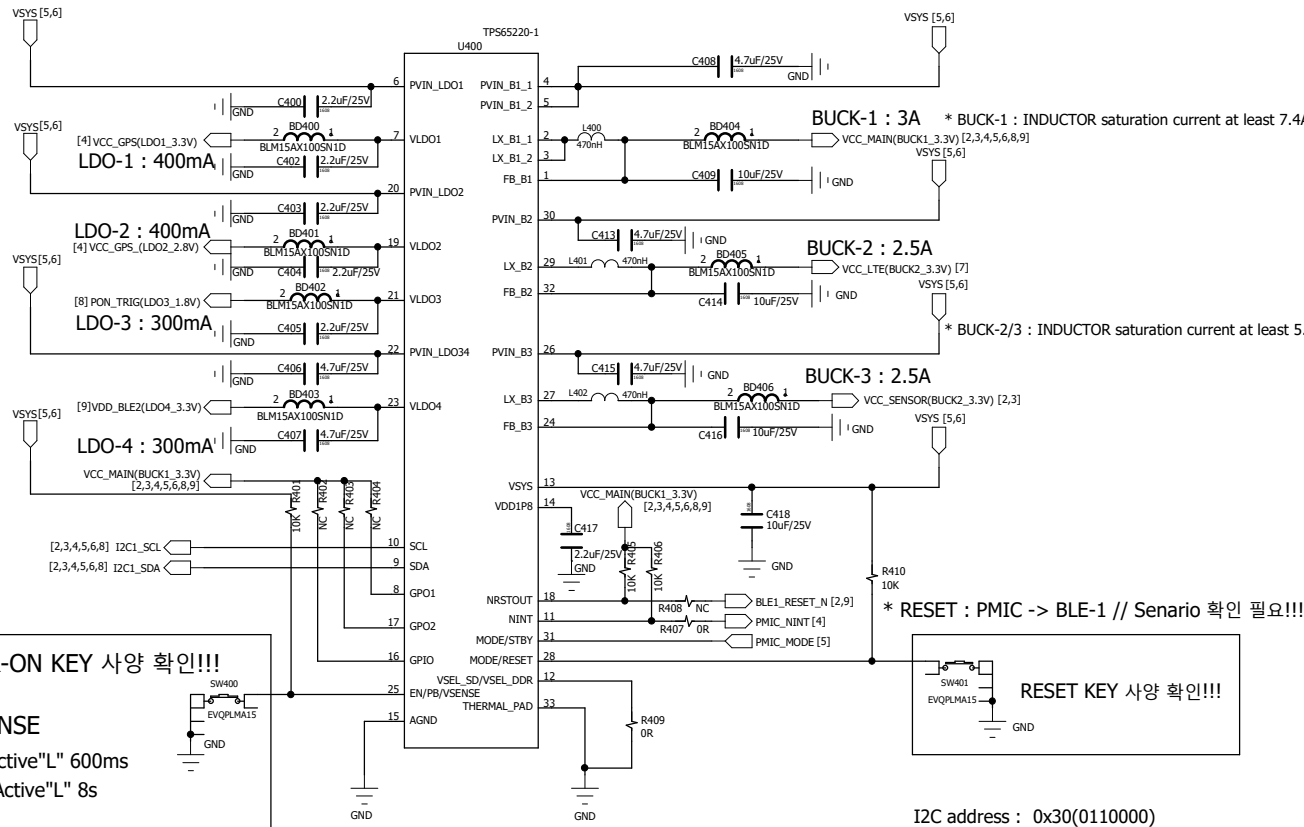 VSYS [5,6]
TPS65220-1
U400
VSYS [5,6]
C408
4.7uF/25V
GND
6 PVIN_LDO1
PVIN_B1_1 4
PVIN_B1_2 5
C400
2.2uF/25V
GND
VSYS [5,6]
[4] VCC_GPS(LDO1_3.3V)
2 BD400 1
BLM15AX100SN1D
7 VLDO1
LDO-1 : 400mA
C402
2.2uF/25V
GND
LX_B1_1 2
LX_B1_2 3
FB_B1 1
L400
470nH
2 BD404 1
BLM15AX100SN1D
BUCK-1 : 3A
* BUCK-1 : INDUCTOR saturation current at least 7.4A
VCC_MAIN(BUCK1_3.3V) [2,3,4,5,6,8,9]
VSYS [5,6]
C409
10uF/25V
GND
20 PVIN_LDO2
C403
2.2uF/25V
GND
PVIN_B2 30
C413
4.7uF/25V
GND
LDO-2 : 400mA
[4] VCC_GPS_(LDO2_2.8V)
2 BD401 1
BLM15AX100SN1D
19 VLDO2
C404
2.2uF/25V
GND
VSYS[5,6]
LX_B2 29
L401
470nH
2 BD405 1
BLM15AX100SN1D
BUCK-2 : 2.5A
VCC_LTE(BUCK2_3.3V) [7]
VSYS [5,6]
FB_B2 32
C414
10uF/25V
GND
[8] PON_TRIG(LDO3_1.8V)
2 BD402 1
BLM15AX100SN1D
21 VLDO3
LDO-3 : 300mA
C405
2.2uF/25V
GND
* BUCK-2/3 : INDUCTOR saturation current at least 5.
22 PVIN_LDO34
C406
4.7uF/25V
GND
PVIN_B3 26
C415
4.7uF/25V
GND
BUCK-3 : 2.5A
[9]VDD_BLE2(LDO4_3.3V)
2 BD403 1
BLM15AX100SN1D
23 VLDO4
VSYS [5,6]
LX_B3 27
L402
470nH
2 BD406 1
BLM15AX100SN1D
VCC_SENSOR(BUCK2_3.3V) [2,3]
VSYS [5,6]
FB_B3 24
C416
10uF/25V
GND
LDO-4 : 300mA
C407
4.7uF/25V
GND
VCC_MAIN(BUCK1_3.3V)
[2,3,4,5,6,8,9]
10K R401
NC R402
NC R403
NC R404
VSYS 13
VDD1P8 14
VCC_MAIN(BUCK1_3.3V)
[2,3,4,5,6,8,9]
C417
2.2uF/25V
GND
C418
10uF/25V
GND
10K R405
10K R406
R410
10K
[2,3,4,5,6,8] I2C1_SCL
10 SCL
[2,3,4,5,6,8] I2C1_SDA
9 SDA
8 GPO1
17 GPO2
16 GPIO
25 EN/PB/VSENSE
15 AGND
NRSTOUT 18
R408 NC
BLE1_RESET_N [2,9]
NINT 11
R407 0R
PMIC_NINT [4]
MODE/STBY 31
PMIC_MODE [5]
MODE/RESET 28
VSEL_SD/VSEL_DDR 12
THERMAL_PAD 33
R409
0R
GND
GND
* RESET : PMIC -> BLE-1 // Senario 확인 필요!!!
-ON KEY 사양 확인!!!
SW400
EVQPLMA15
GND
NSE
ctive"L" 600ms
Active"L" 8s
SW401
EVQPLMA15
GND
RESET KEY 사양 확인!!!
I2C address : 0x30(0110000)